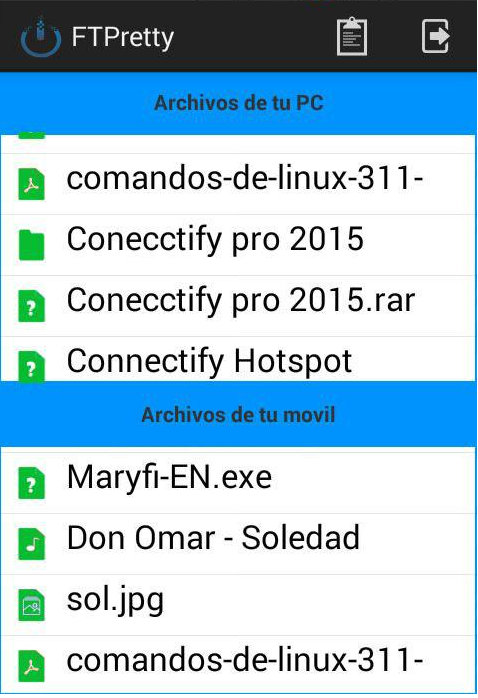 FTPretty
Archivos de tu PC
comandos-de-linux-311-
Conecctify pro 2015
Conecctify pro 2015.rar
Connectify Hotspot
Archivos de tu movil
Maryfi-EN.exe
Don Omar - Soledad
sol.jpg
comandos-de-linux-311-